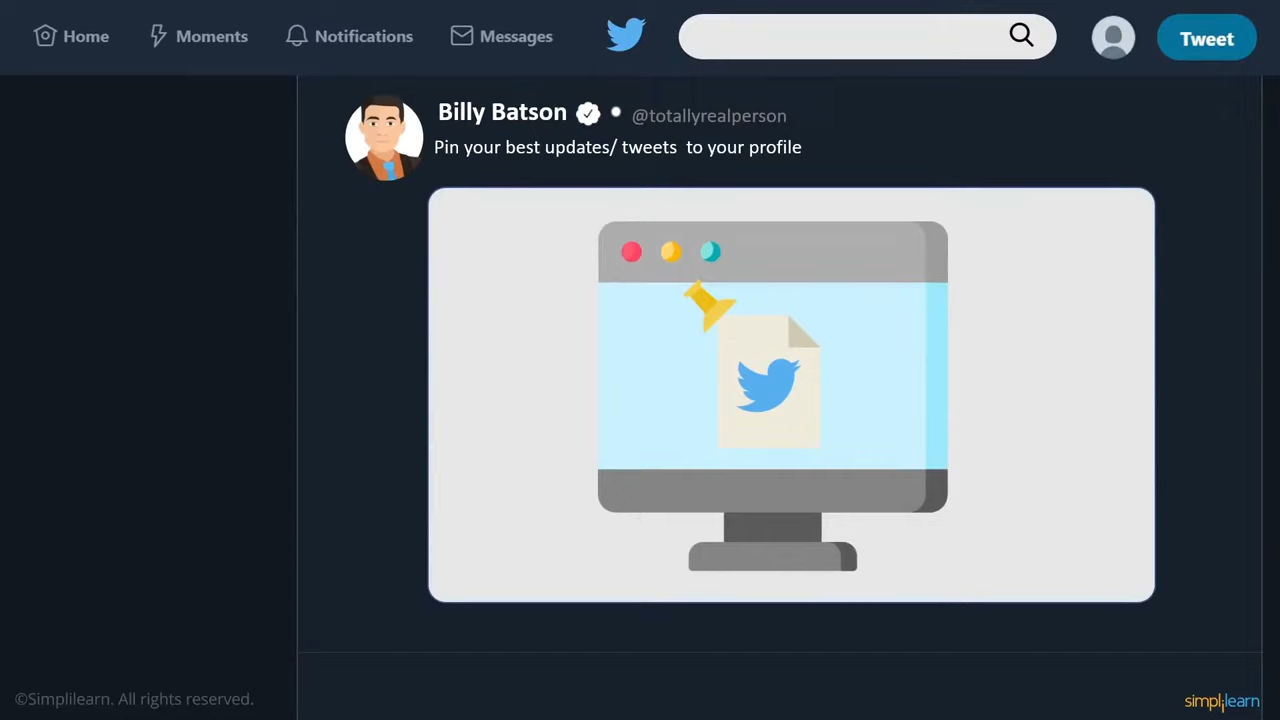 Home
Moments
Notifications
Messages
Tweet
Billy Batson
@totallyrealperson
Pin your best updates/ tweets  to your profile
©Simplilearn. All rights reserved.
simplilearn